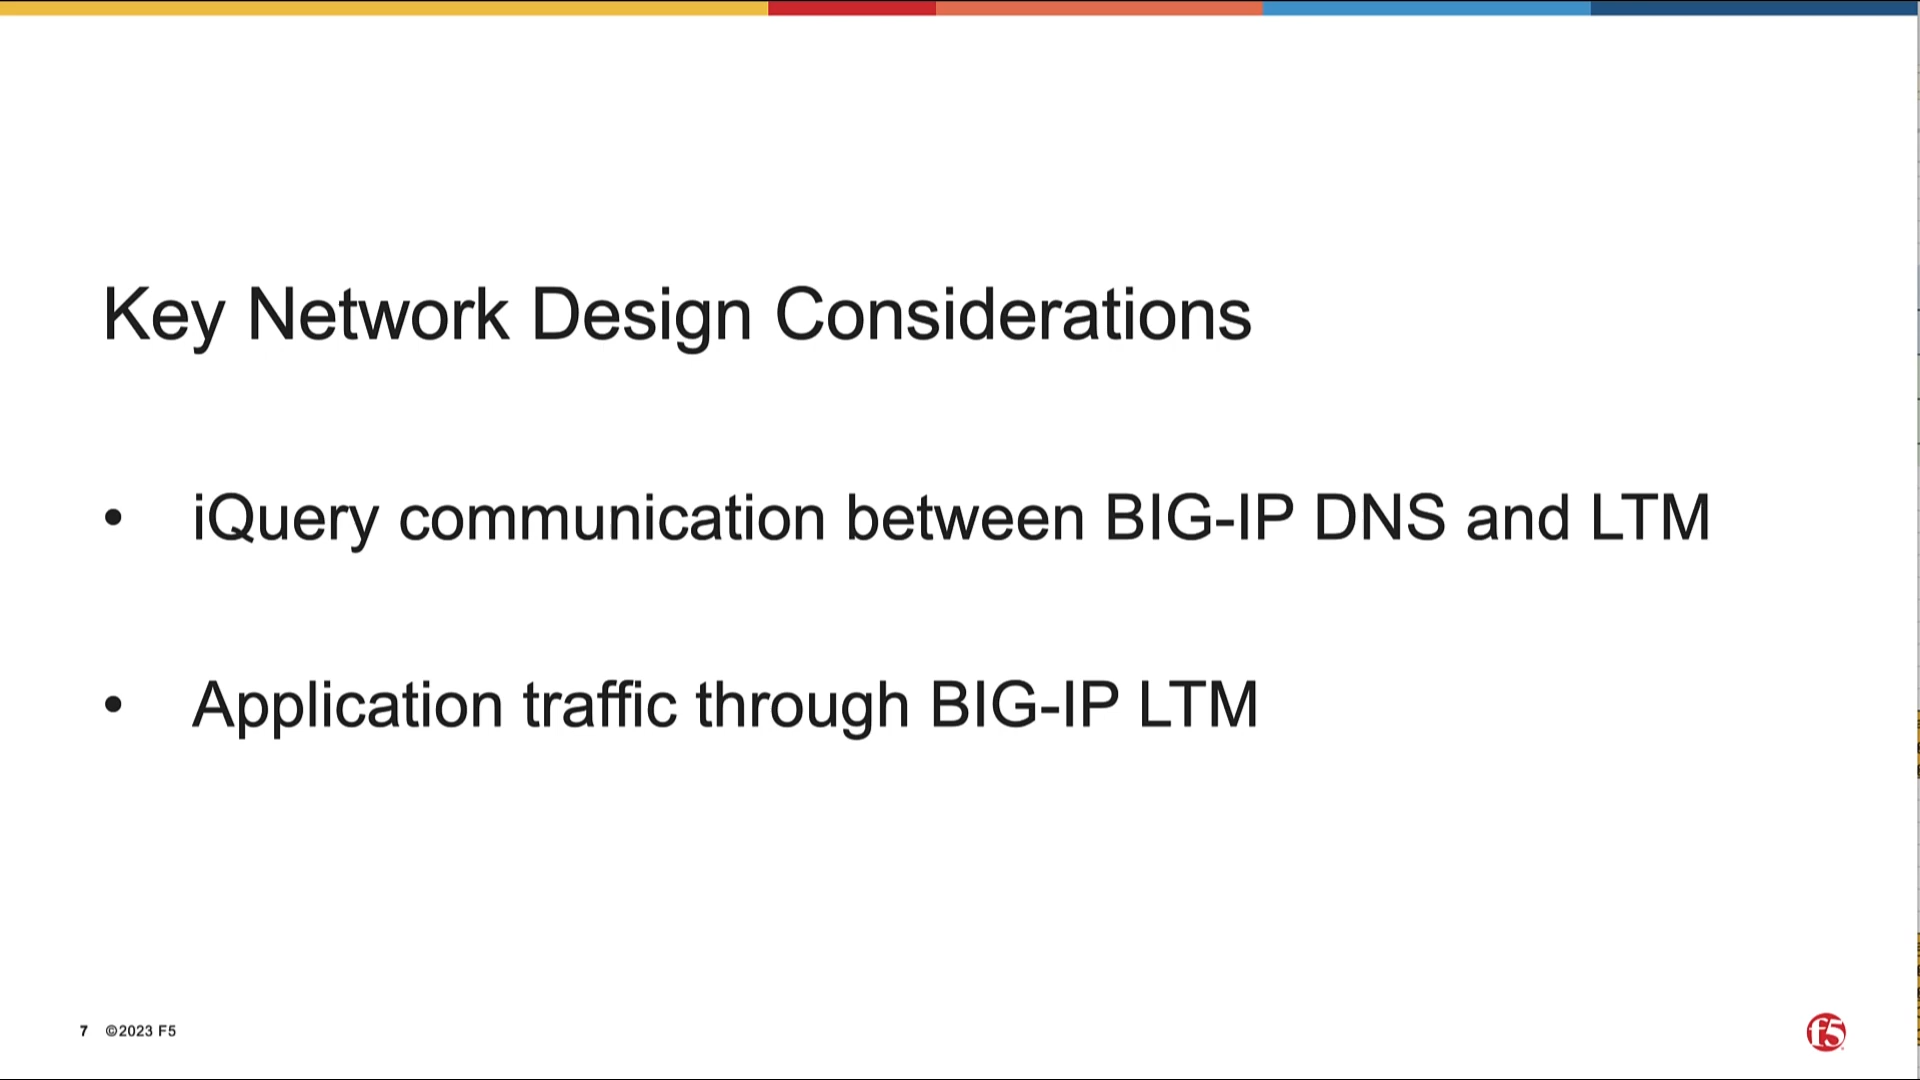 Key Network Design Considerations
• iQuery communication between BIG-IP DNS and LTM
• Application traffic through BIG-IP LTM
7 ©2023 F5
f5